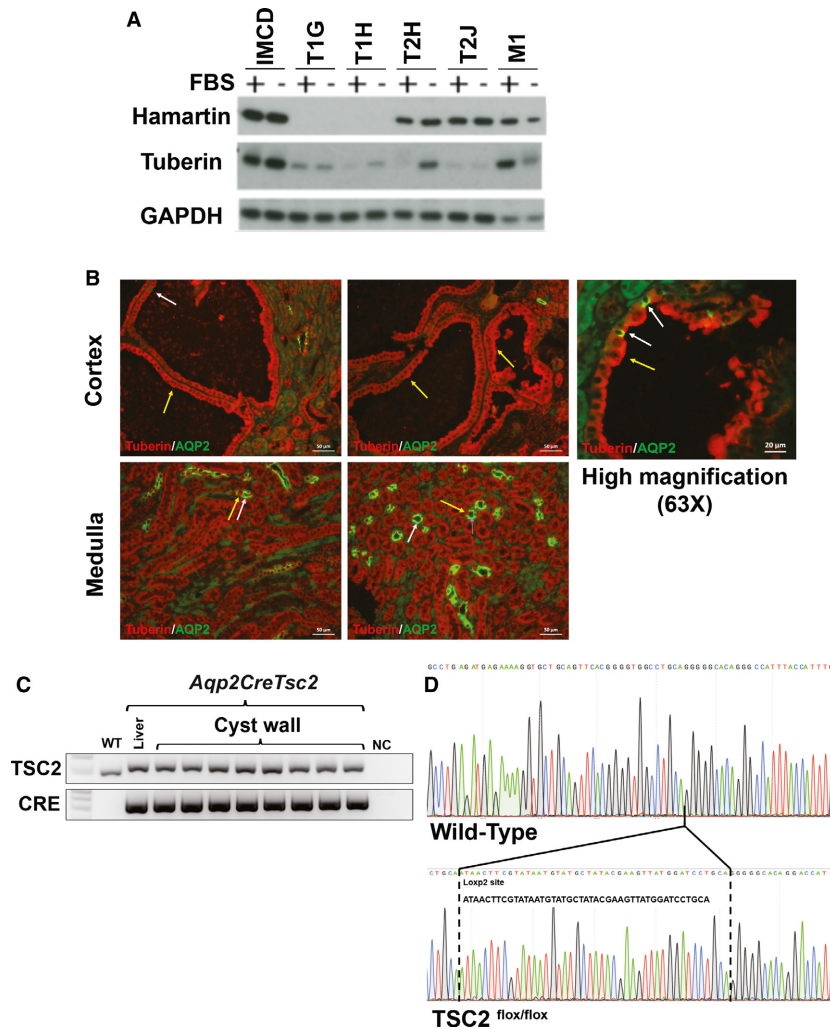 A
IMCD
T1G
T1H
T2H
T2J
M1
FBS + - + - + - + - + - + -
Hamartin
Tuberin
GAPDH
B
Cortex
Tuberin/AQP2
50 µm
Tuberin/AQP2
50 µm
Tuberin/AQP2
20 µm
High magnification
(63X)
Medulla
Tuberin/AQP2
50 µm
Tuberin/AQP2
50 µm
C
Aqp2CreTsc2
Cyst wall
WT
Liver
NC
TSC2
CRE
D
GCCTGAGATGAGAAAAGGTGCTGCAGTTCACGGGGTGGCCTGCAGGGGGCACAGGGCCATTTACCATTT
Wild-Type
CTGCAATAACTTCGTATAATGTATGCTATACGAAGTTATGGATCCTGCAGGGGGCACAGGACCAT
Loxp2 site
ATAACTTCGTATAATGTATGCTATACGAAGTTATGGATCCTGCA
TSC2 flox/flox